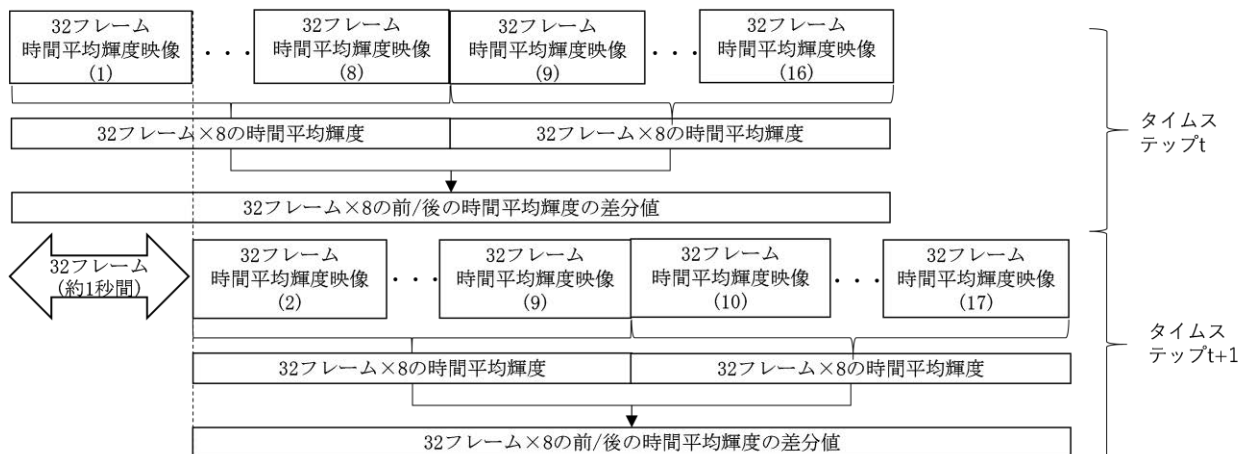 32フレーム
時間平均輝度映像
(1)
・・・
32フレーム
時間平均輝度映像
(8)
32フレーム
時間平均輝度映像
(9)
・・・
32フレーム
時間平均輝度映像
(16)
32フレーム×8の時間平均輝度
32フレーム×8の時間平均輝度
32フレーム×8の前/後の時間平均輝度の差分値
タイムス
テップt
32フレーム
(約1秒間)
32フレーム
時間平均輝度映像
(2)
・・・
32フレーム
時間平均輝度映像
(9)
32フレーム
時間平均輝度映像
(10)
・・・
32フレーム
時間平均輝度映像
(17)
32フレーム×8の時間平均輝度
32フレーム×8の時間平均輝度
32フレーム×8の前/後の時間平均輝度の差分値
タイムス
テップt+1